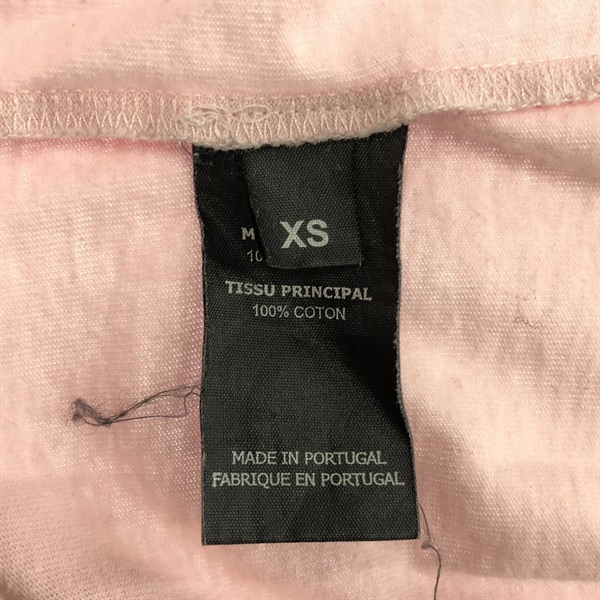 XS
TISSU PRINCIPAL
100% COTON
MADE IN PORTUGAL
FABRIQUE EN PORTUGAL